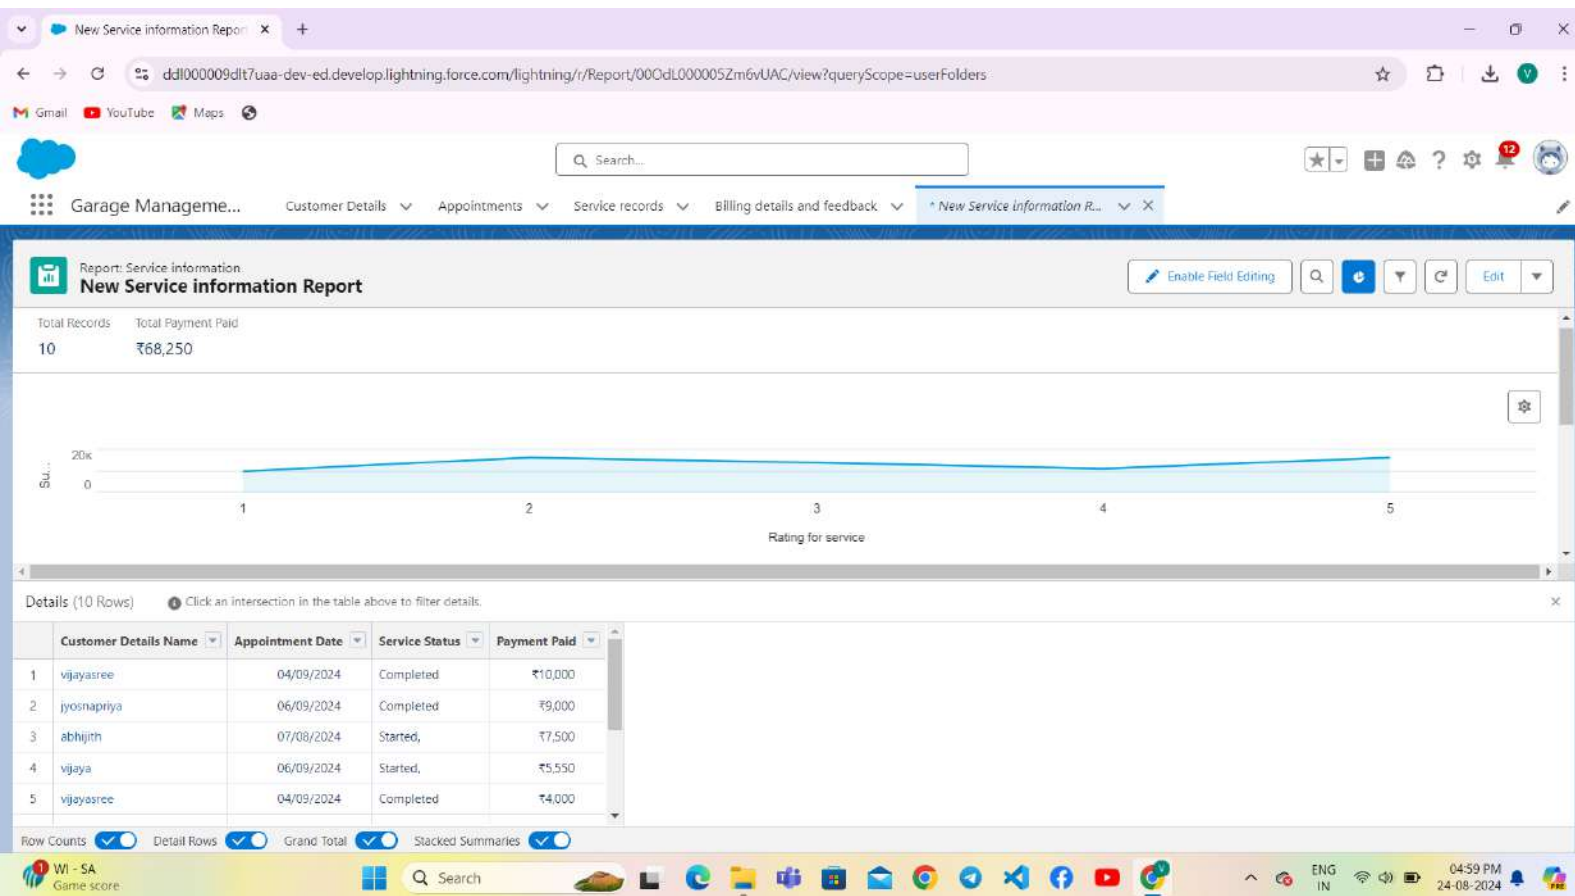 New Service information Repor
ddl000009dlt7uaa-dev-ed.develop.lightning.force.com/lightning/r/Report/00OdL000005Zm6vUAC/view?queryScope=userFolders
V
Gmail YouTube Maps
Search...
12
Garage Manageme...
Customer Details Appointments Service records Billing details and feedback * New Service information R...
Report: Service information
New Service information Report
Enable Field Editing
Edit
Total Records Total Payment Paid
10 ₹68,250
Su...
20K
0
1 2 3 4 5
Rating for service
Details (10 Rows) Click an intersection in the table above to filter details.
Customer Details Name Appointment Date Service Status Payment Paid
1 vijayasree 04/09/2024 Completed ₹10,000
2 jyosnapriya 06/09/2024 Completed ₹9,000
3 abhijith 07/08/2024 Started, ₹7,500
4 vijaya 06/09/2024 Started, ₹5,550
5 vijayasree 04/09/2024 Completed ₹4,000
Row Counts Detail Rows Grand Total Stacked Summaries
1
WI - SA
Game score
Search
ENG
IN
04:59 PM
24-08-2024
PRE